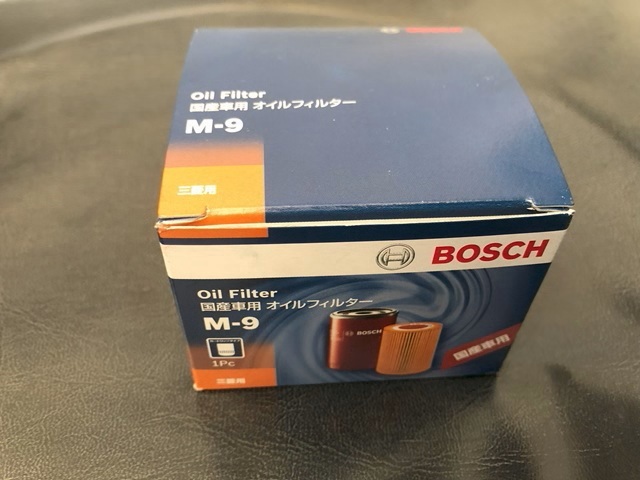 Oil Filter
国産車用 オイルフィルター
M-9
三菱用
BOSCH
Oil Filter
国産車用 オイルフィルター
M-9
BOSCH
1Pc
国産車用
三菱用